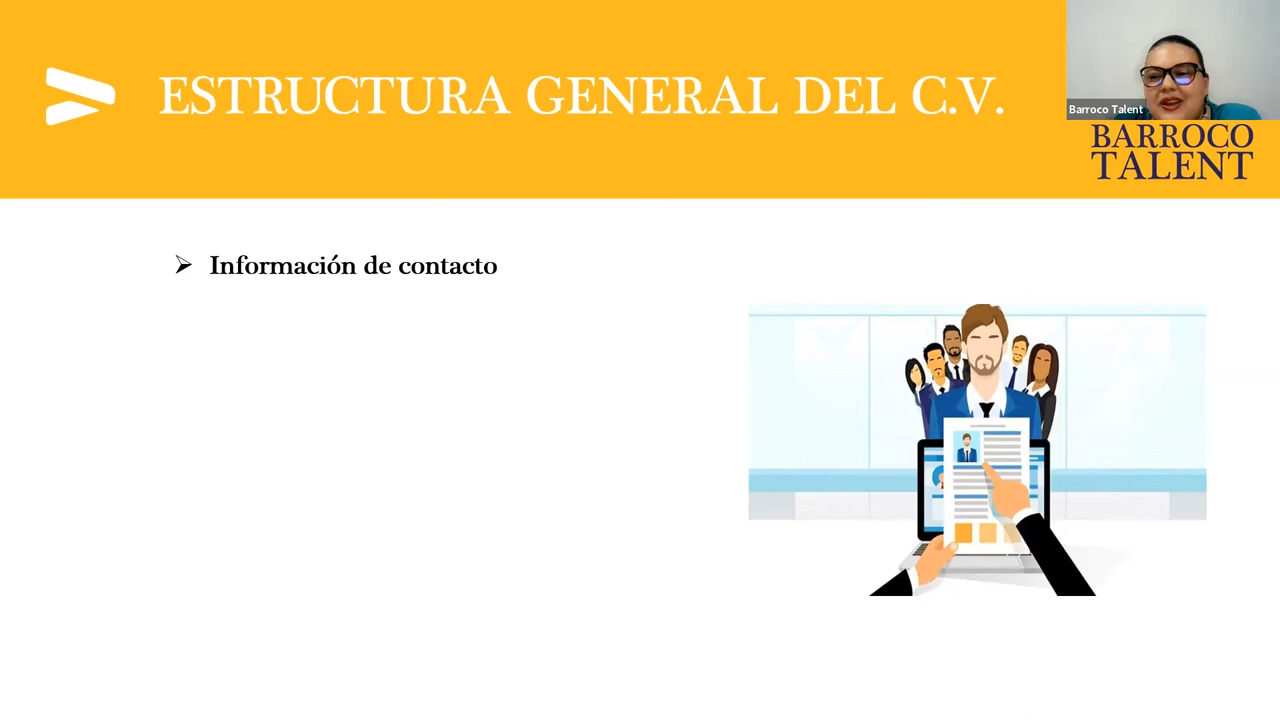 ESTRUCTURA GENERAL DEL C.V.
Barroco Talent
BARROCO
TALENT
➢ Información de contacto